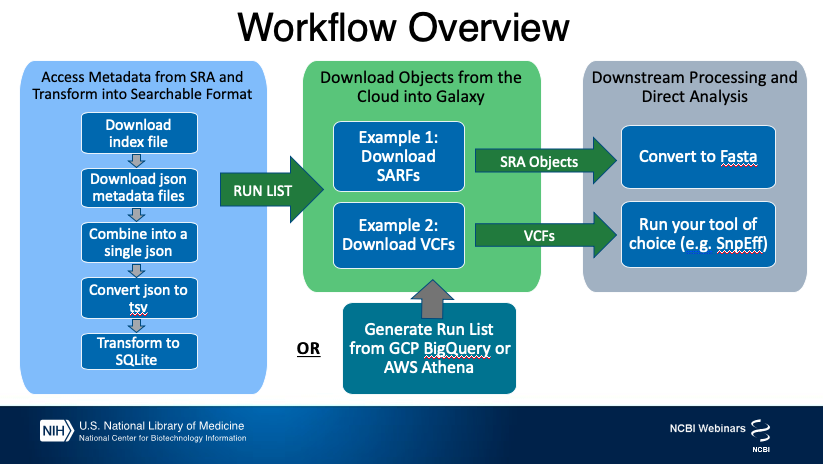 Workflow Overview
Access Metadata from SRA and
Transform into Searchable Format
Download
index file
Download json
metadata files
Combine into a
single json
Convert json to
tsv
Transform to
SQLite
RUN LIST
Download Objects from the
Cloud into Galaxy
Example 1:
Download
SARFs
Example 2:
Download VCFs
SRA Objects
VCFs
Downstream Processing and
Direct Analysis
Convert to Fasta
Run your tool of
choice (e.g. SnpEff)
OR
Generate Run List
from GCP BigQuery or
AWS Athena
NIH
U.S. National Library of Medicine
National Center for Biotechnology Information
NCBI Webinars
NCBI